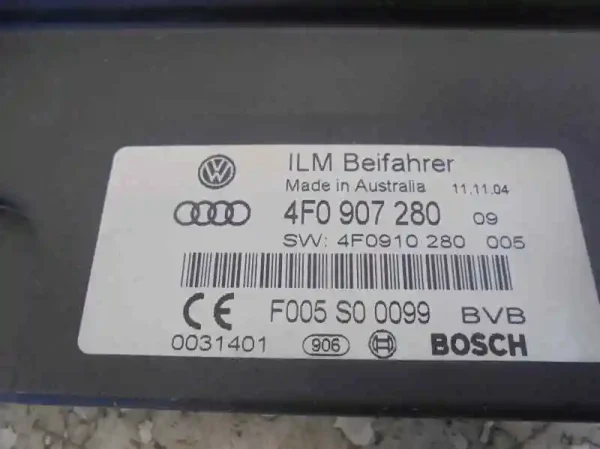 ILM Beifahrer
Made in Australia 11.11.04
4F0 907 280 09
SW: 4F0910 280 005
F005 S0 0099 BVB
CE
0031401 906 BOSCH